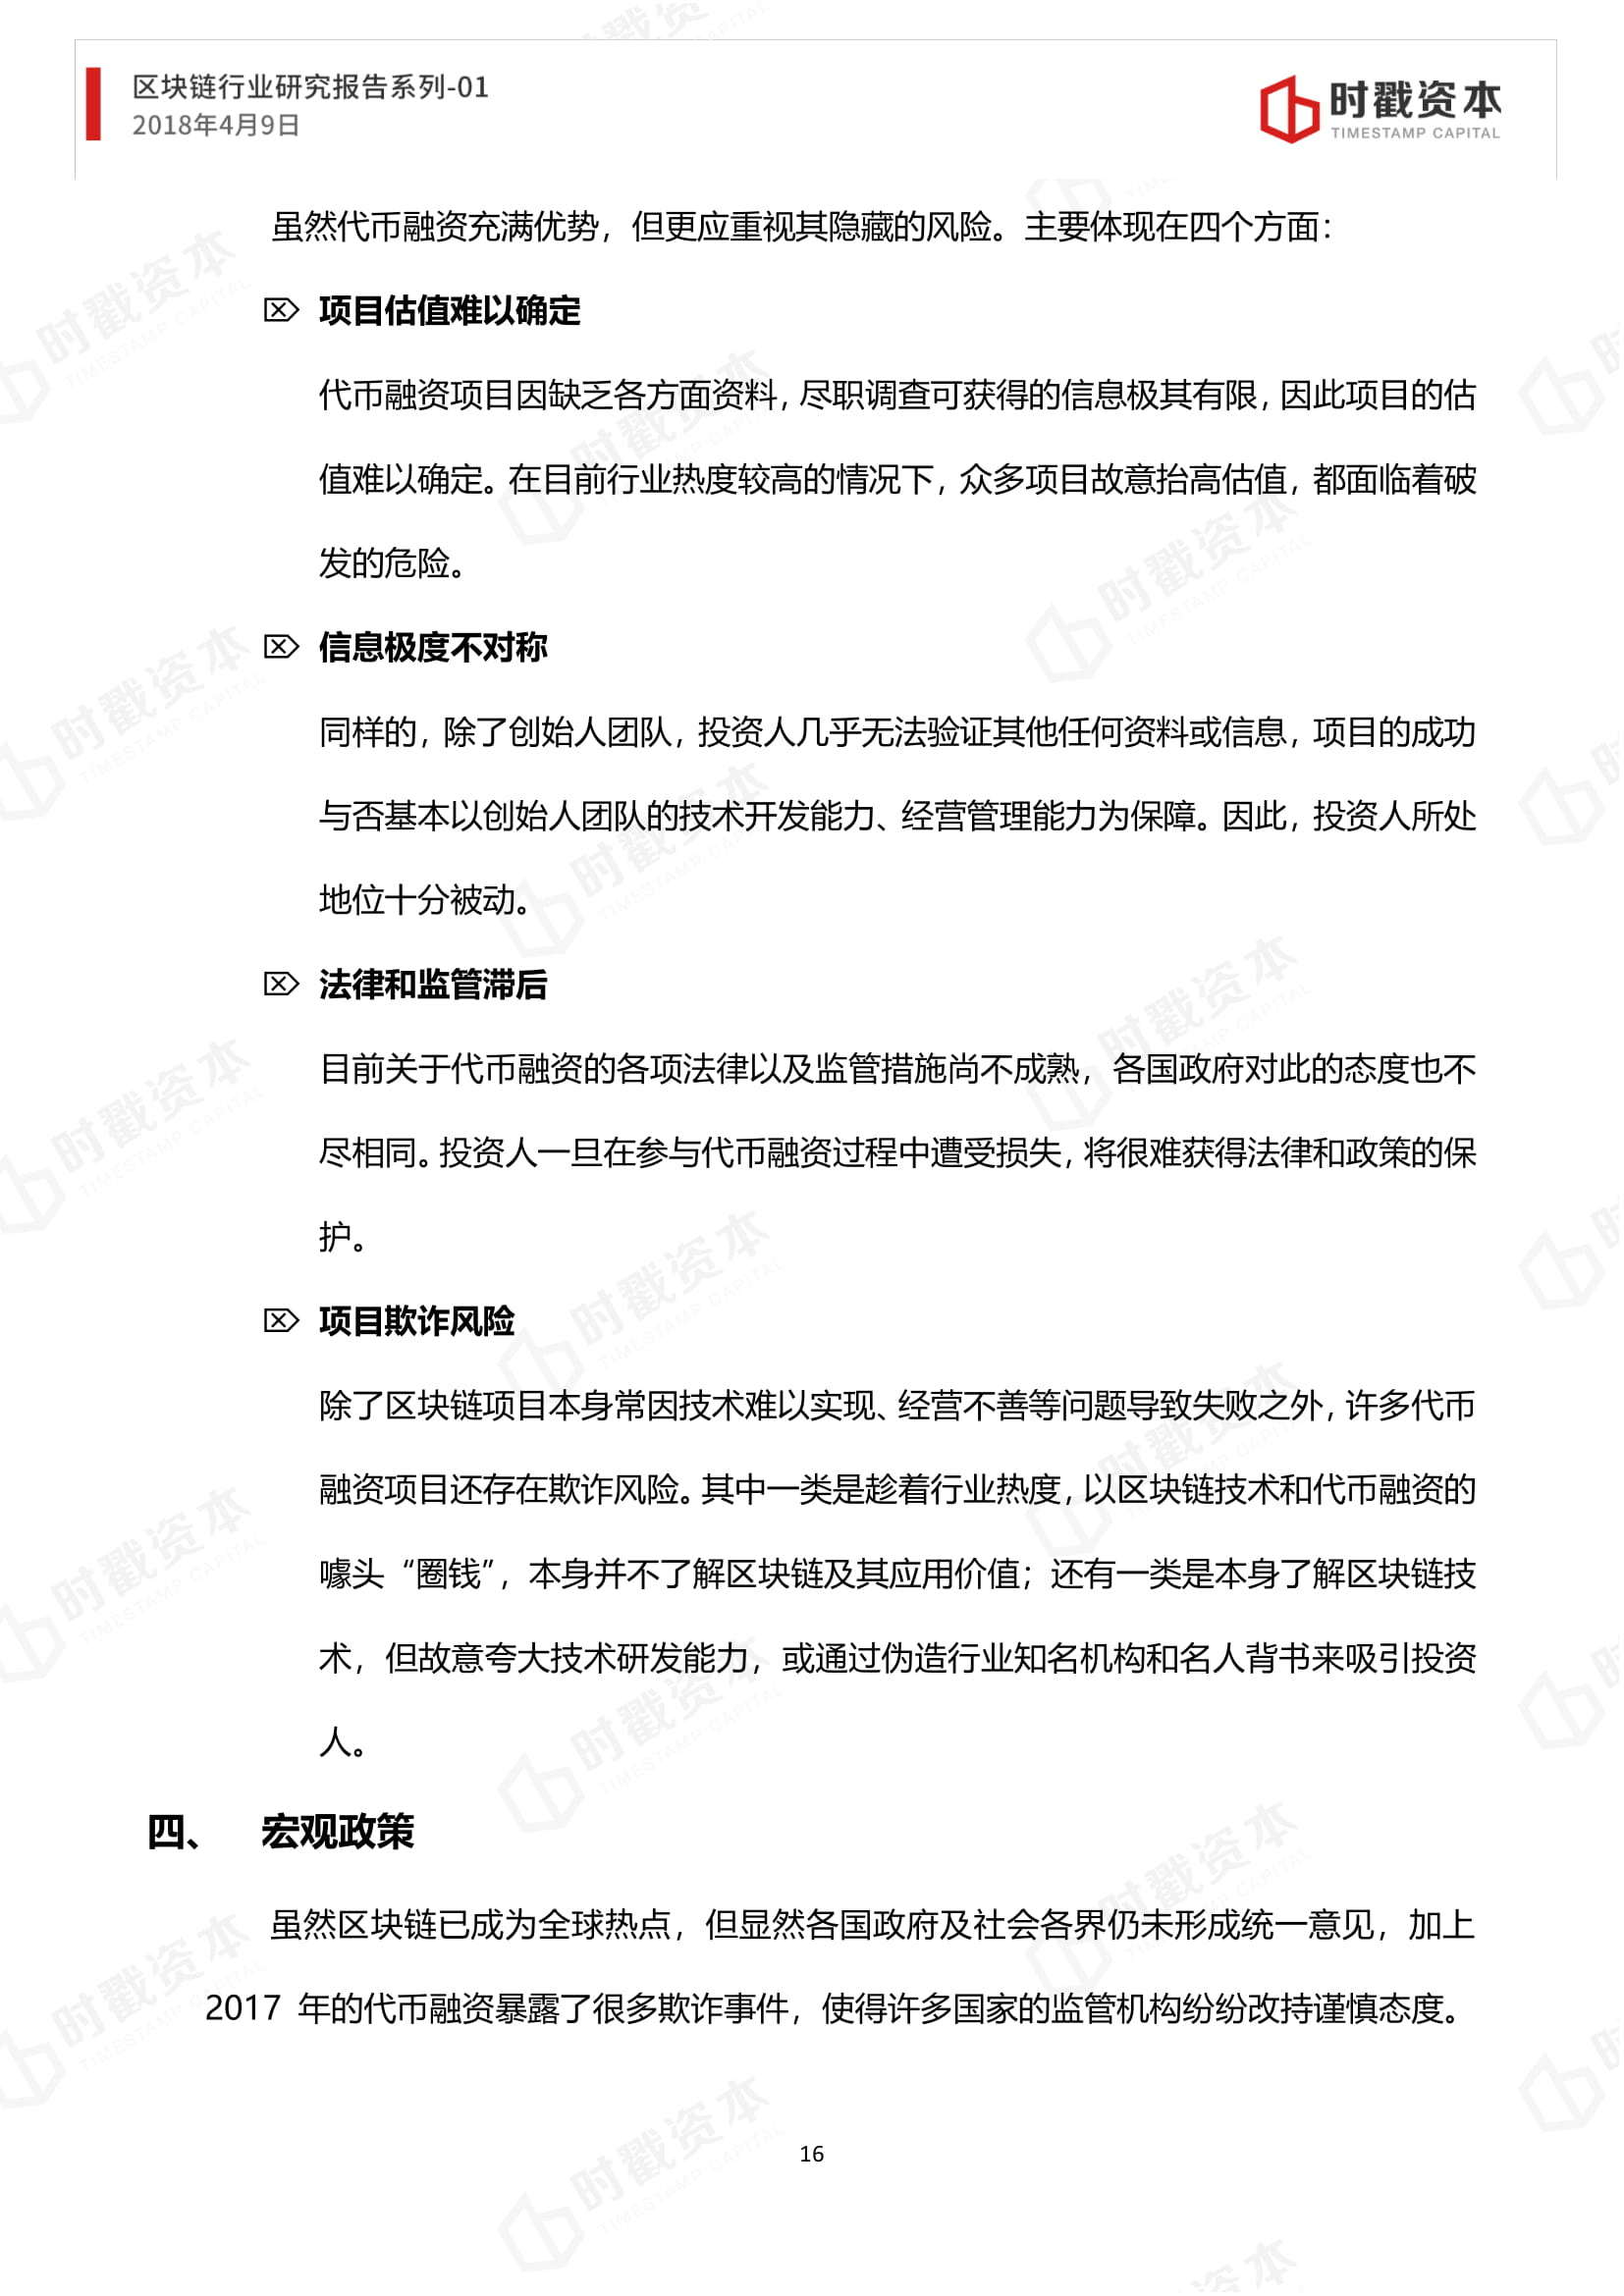 区块链行业研究报告系列-01
2018年4月9日
时戳资本
TIMESTAMP CAPITAL
虽然代币融资充满优势，但更应重视其隐藏的风险。主要体现在四个方面：
⌦ 项目估值难以确定
代币融资项目因缺乏各方面资料，尽职调查可获得的信息极其有限，因此项目的估
值难以确定。在目前行业热度较高的情况下，众多项目故意抬高估值，都面临着破
发的危险。
⌦ 信息极度不对称
同样的，除了创始人团队，投资人几乎无法验证其他任何资料或信息，项目的成功
与否基本以创始人团队的技术开发能力、经营管理能力为保障。因此，投资人所处
地位十分被动。
⌦ 法律和监管滞后
目前关于代币融资的各项法律以及监管措施尚不成熟，各国政府对此的态度也不
尽相同。投资人一旦在参与代币融资过程中遭受损失，将很难获得法律和政策的保
护。
⌦ 项目欺诈风险
除了区块链项目本身常因技术难以实现、经营不善等问题导致失败之外，许多代币
融资项目还存在欺诈风险。其中一类是趁着行业热度，以区块链技术和代币融资的
噱头“圈钱”，本身并不了解区块链及其应用价值；还有一类是本身了解区块链技
术，但故意夸大技术研发能力，或通过伪造行业知名机构和名人背书来吸引投资
人。
四、 宏观政策
虽然区块链已成为全球热点，但显然各国政府及社会各界仍未形成统一意见，加上
2017 年的代币融资暴露了很多欺诈事件，使得许多国家的监管机构纷纷改持谨慎态度。
16